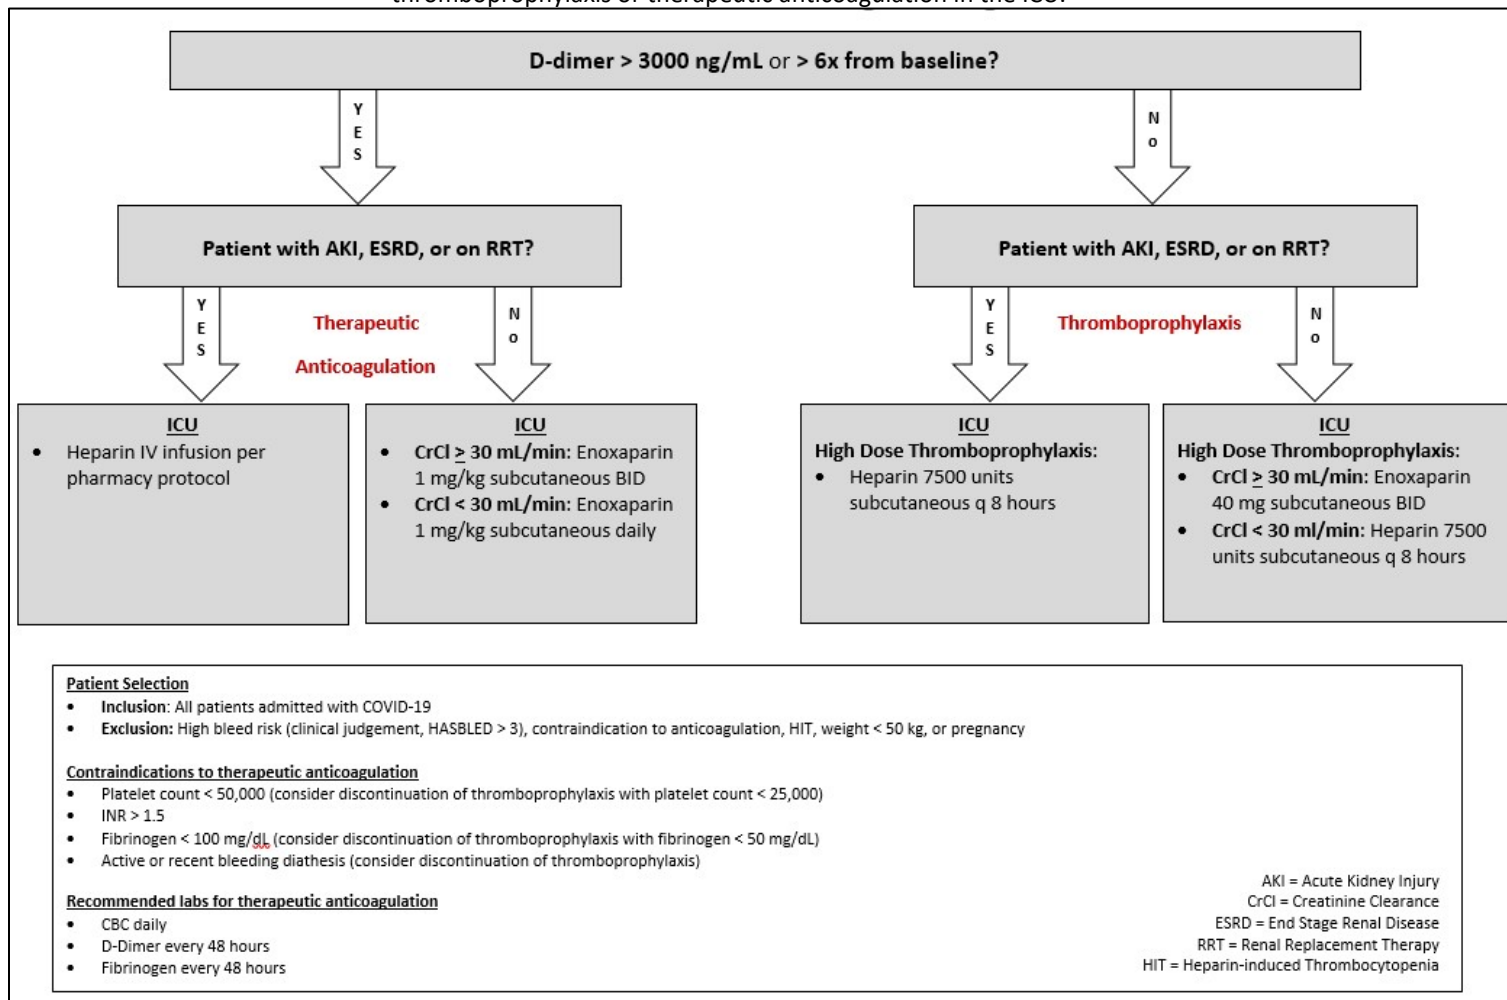 thromboprophylaxis or therapeutic anticoagulation in the ICU.
D-dimer > 3000 ng/mL or > 6x from baseline?
YES
No
Patient with AKI, ESRD, or on RRT?
Patient with AKI, ESRD, or on RRT?
YES
Therapeutic
Anticoagulation
No
YES
Thromboprophylaxis
No
ICU
• Heparin IV infusion per
pharmacy protocol
ICU
• CrCl ≥ 30 mL/min: Enoxaparin
1 mg/kg subcutaneous BID
• CrCl < 30 mL/min: Enoxaparin
1 mg/kg subcutaneous daily
ICU
High Dose Thromboprophylaxis:
• Heparin 7500 units
subcutaneous q 8 hours
ICU
High Dose Thromboprophylaxis:
• CrCl ≥ 30 mL/min: Enoxaparin
40 mg subcutaneous BID
• CrCl < 30 ml/min: Heparin 7500
units subcutaneous q 8 hours
Patient Selection
• Inclusion: All patients admitted with COVID-19
• Exclusion: High bleed risk (clinical judgement, HASBLED > 3), contraindication to anticoagulation, HIT, weight < 50 kg, or pregnancy
Contraindications to therapeutic anticoagulation
• Platelet count < 50,000 (consider discontinuation of thromboprophylaxis with platelet count < 25,000)
• INR > 1.5
• Fibrinogen < 100 mg/dL (consider discontinuation of thromboprophylaxis with fibrinogen < 50 mg/dL)
• Active or recent bleeding diathesis (consider discontinuation of thromboprophylaxis)
Recommended labs for therapeutic anticoagulation
• CBC daily
• D-Dimer every 48 hours
• Fibrinogen every 48 hours
AKI = Acute Kidney Injury
CrCl = Creatinine Clearance
ESRD = End Stage Renal Disease
RRT = Renal Replacement Therapy
HIT = Heparin-induced Thrombocytopenia